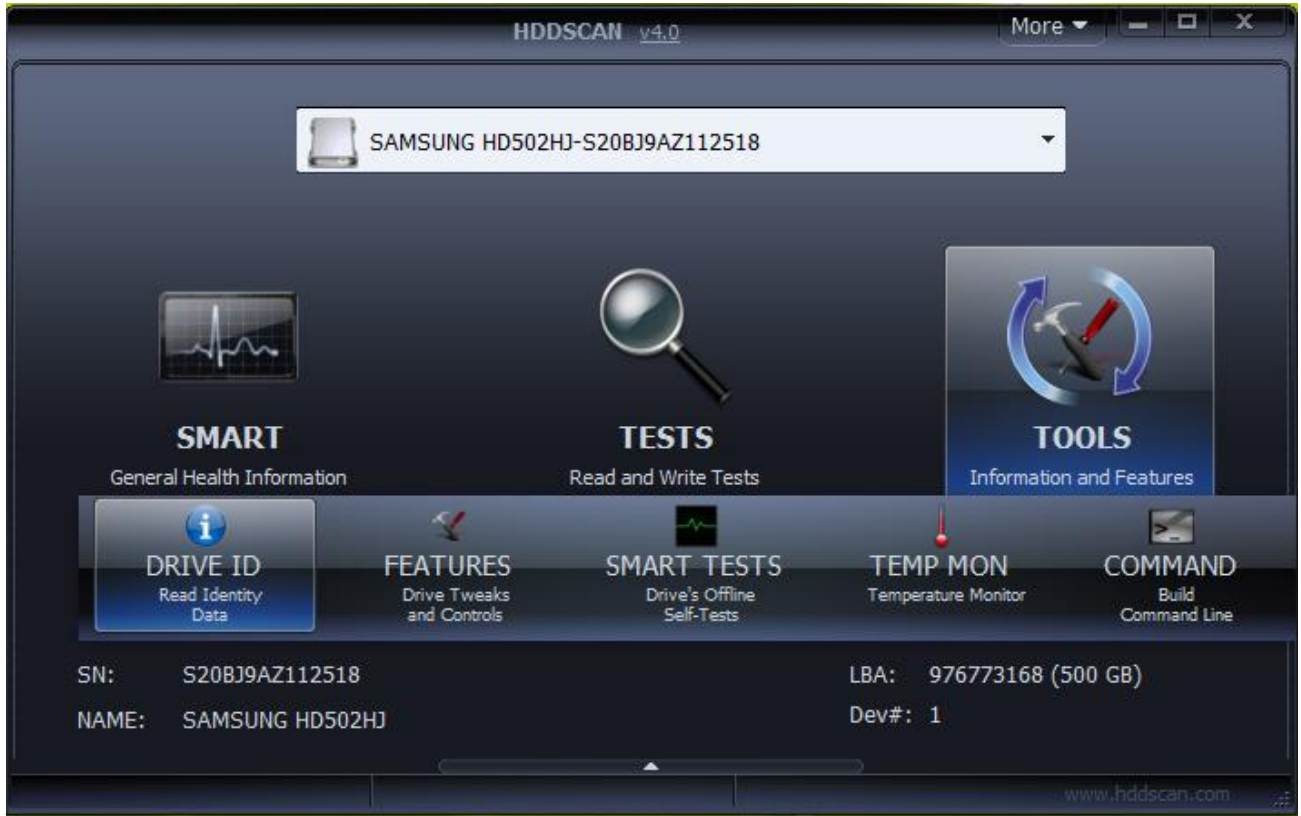 HDDSCAN v4.0
More
SAMSUNG HD502HJ-S20BJ9AZ112518
SMART
General Health Information
TESTS
Read and Write Tests
TOOLS
Information and Features
DRIVE ID
Read Identity
Data
FEATURES
Drive Tweaks
and Controls
SMART TESTS
Drive's Offline
Self-Tests
TEMP MON
Temperature Monitor
COMMAND
Build
Command Line
SN: S20BJ9AZ112518
LBA: 976773168 (500 GB)
NAME: SAMSUNG HD502HJ
Dev#: 1
www.hddscan.com